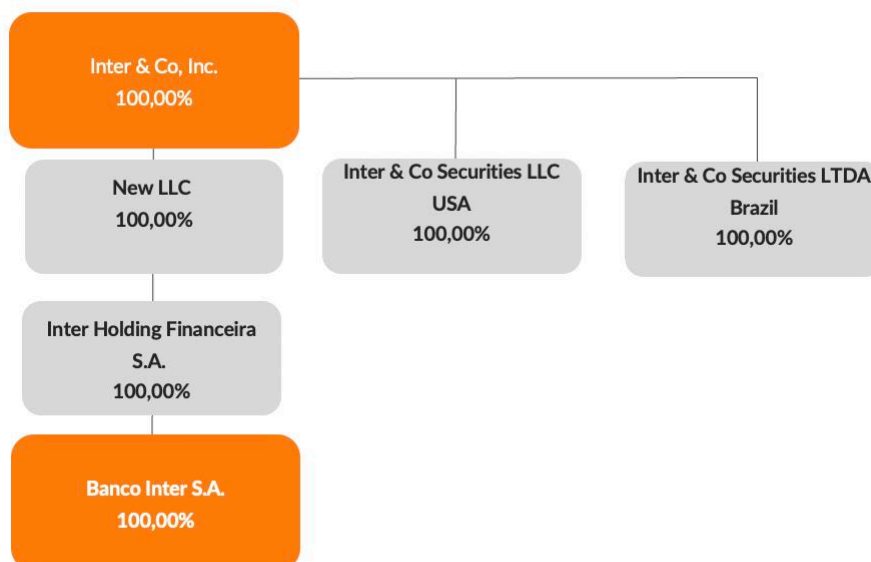 Inter & Co, Inc.
100,00%
New LLC
100,00%
Inter & Co Securities LLC
USA
100,00%
Inter & Co Securities LTDA
Brazil
100,00%
Inter Holding Financeira
S.A.
100,00%
Banco Inter S.A.
100,00%